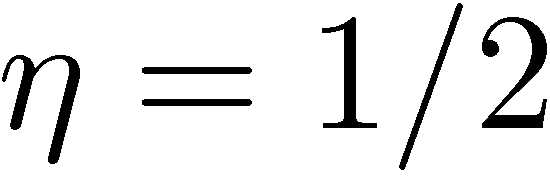 η = 1/2